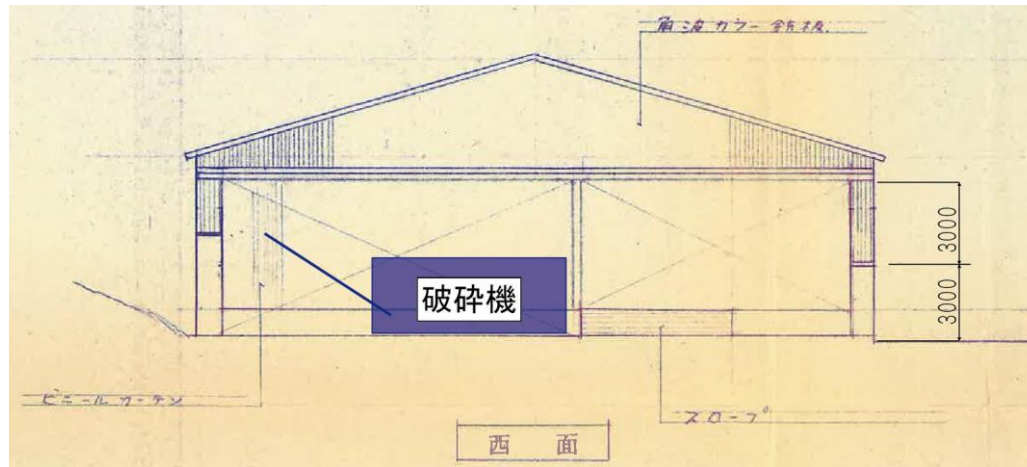 角波カラー鉄板
3000
3000
破砕機
ビニールカーテン
スロープ
西 面